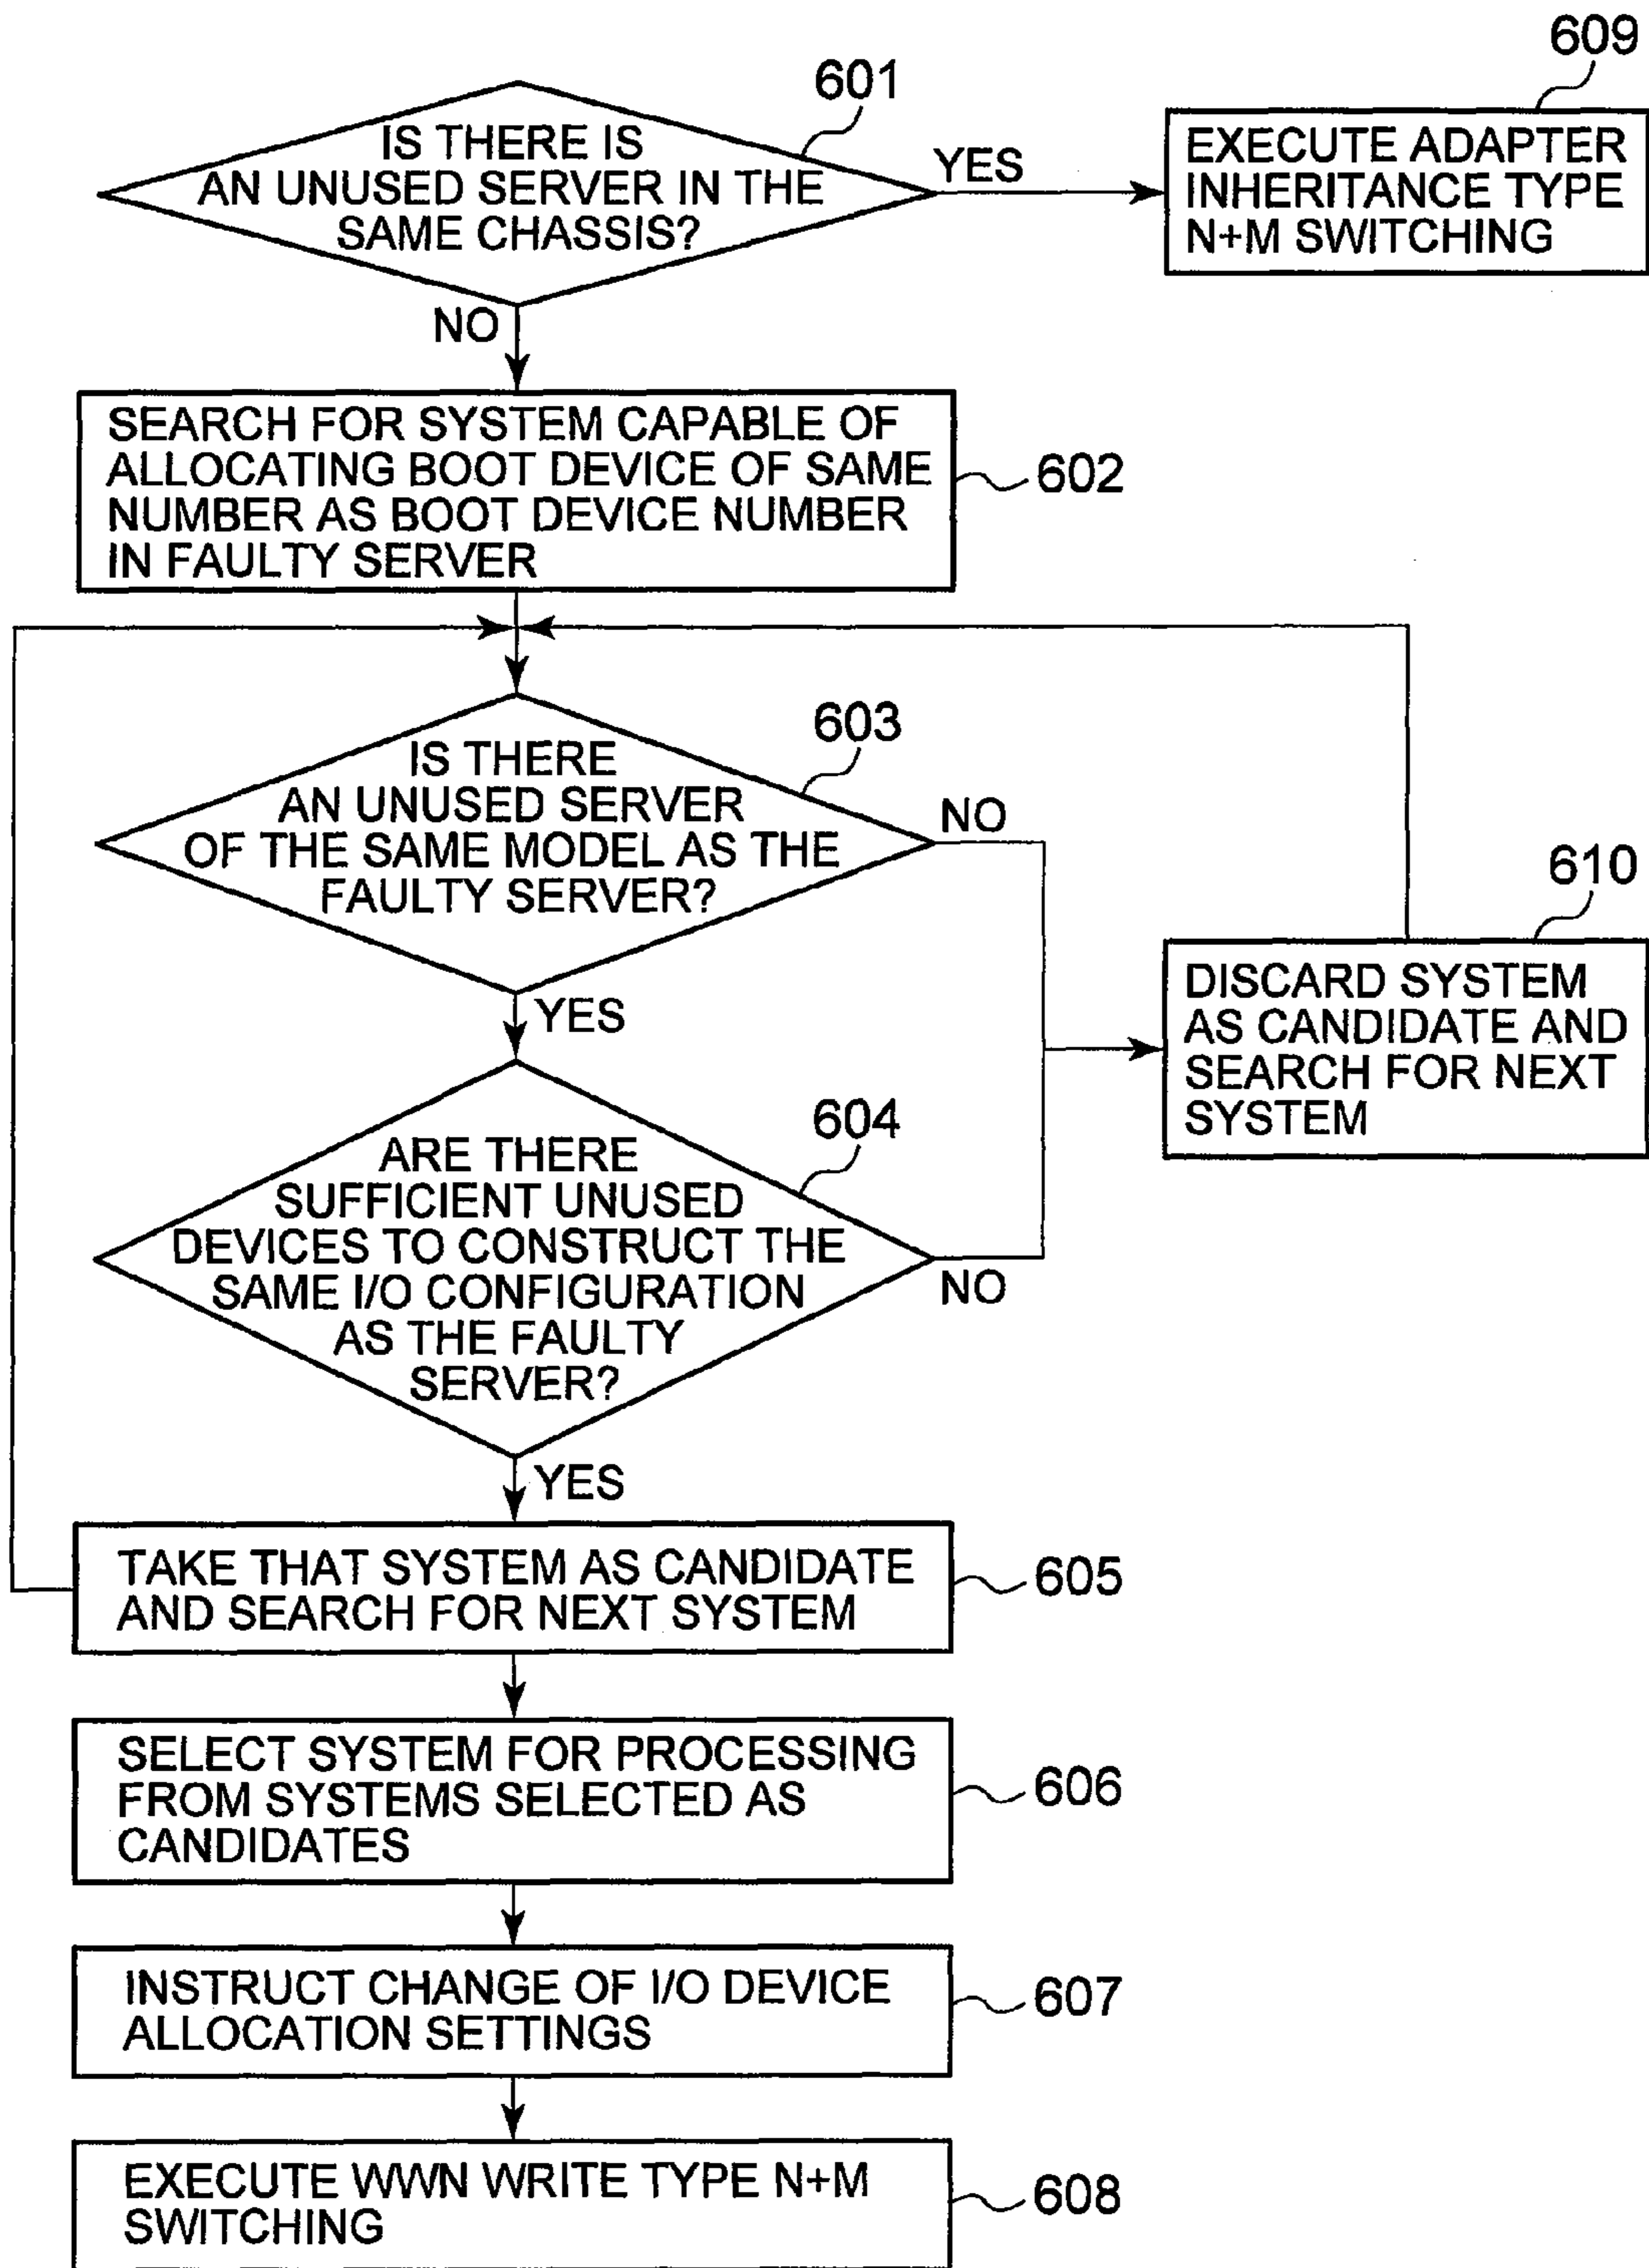 609
601
IS THERE IS
AN UNUSED SERVER IN THE
SAME CHASSIS?
YES
EXECUTE ADAPTER
INHERITANCE TYPE
N+M SWITCHING
NO
SEARCH FOR SYSTEM CAPABLE OF
ALLOCATING BOOT DEVICE OF SAME
NUMBER AS BOOT DEVICE NUMBER
IN FAULTY SERVER
602
603
IS THERE
AN UNUSED SERVER
OF THE SAME MODEL AS THE
FAULTY SERVER?
NO
610
YES
DISCARD SYSTEM
AS CANDIDATE AND
SEARCH FOR NEXT
SYSTEM
604
ARE THERE
SUFFICIENT UNUSED
DEVICES TO CONSTRUCT THE
SAME I/O CONFIGURATION
AS THE FAULTY
SERVER?
NO
YES
TAKE THAT SYSTEM AS CANDIDATE
AND SEARCH FOR NEXT SYSTEM
605
SELECT SYSTEM FOR PROCESSING
FROM SYSTEMS SELECTED AS
CANDIDATES
606
INSTRUCT CHANGE OF I/O DEVICE
ALLOCATION SETTINGS
607
EXECUTE WWN WRITE TYPE N+M
SWITCHING
608